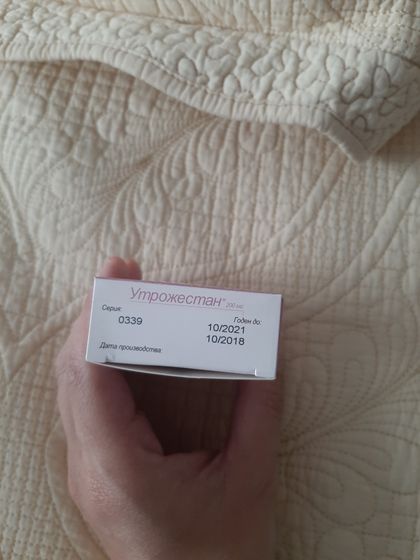 Утрожестан® 200 мг
Серия: Годен до:
0339 10/2021
10/2018
Дата производства: